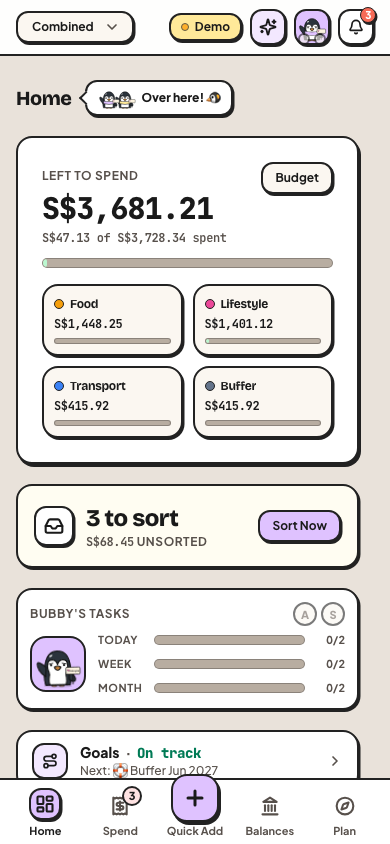 Combined
Demo
3
Home
Over here!
LEFT TO SPEND
Budget
S$3,681.21
S$47.13 of S$3,728.34 spent
Food
S$1,448.25
Lifestyle
S$1,401.12
Transport
S$415.92
Buffer
S$415.92
3 to sort
S$68.45 UNSORTED
Sort Now
BUBBY'S TASKS
A S
TODAY 0/2
WEEK 0/2
MONTH 0/2
Goals · On track
Next: Buffer Jun 2027
3
Home
Spend
Quick Add
Balances
Plan